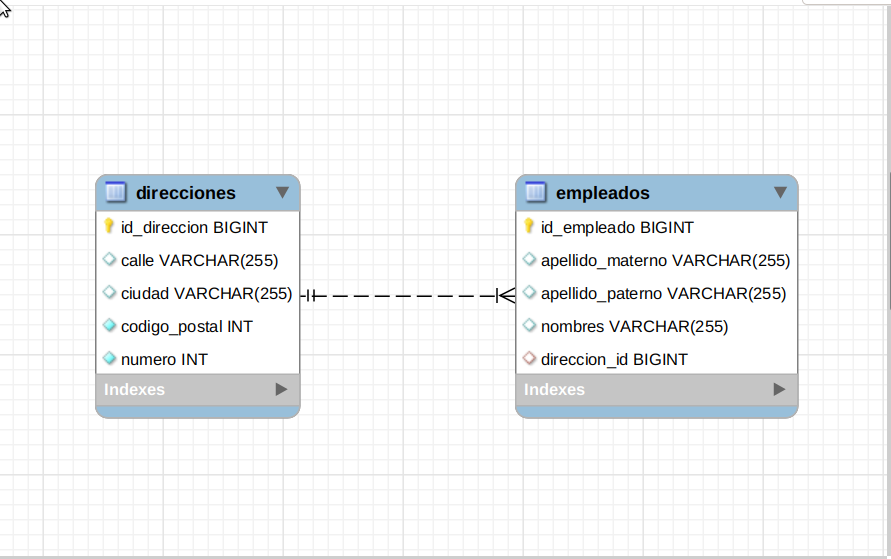 direcciones
id_direccion BIGINT
calle VARCHAR(255)
ciudad VARCHAR(255)
codigo_postal INT
numero INT
Indexes
empleados
id_empleado BIGINT
apellido_materno VARCHAR(255)
apellido_paterno VARCHAR(255)
nombres VARCHAR(255)
direccion_id BIGINT
Indexes